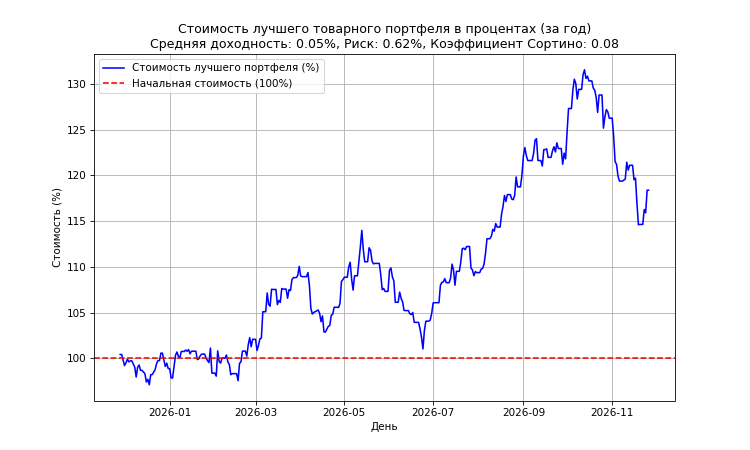 Стоимость лучшего товарного портфеля в процентах (за год)
Средняя доходность: 0.05%, Риск: 0.62%, Коэффициент Сортино: 0.08
Стоимость лучшего портфеля (%)
Начальная стоимость (100%)
Стоимость (%)
130
125
120
115
110
105
100
2026-01
2026-03
2026-05
2026-07
2026-09
2026-11
День